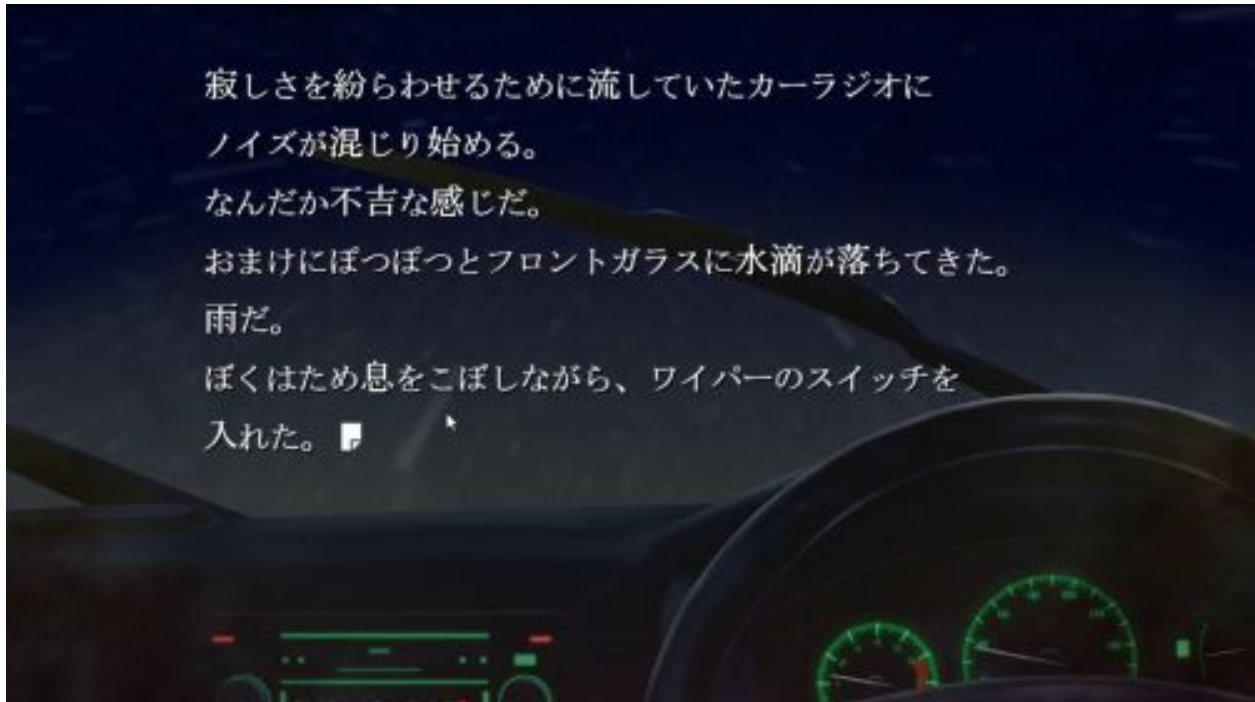 寂しさを紛らわせるために流していたカーラジオに
ノイズが混じり始める。
なんだか不吉な感じだ。
おまけにぽつぽつとフロントガラスに水滴が落ちてきた。
雨だ。
ぼくはため息をこぼしながら、ワイパーのスイッチを
入れた。